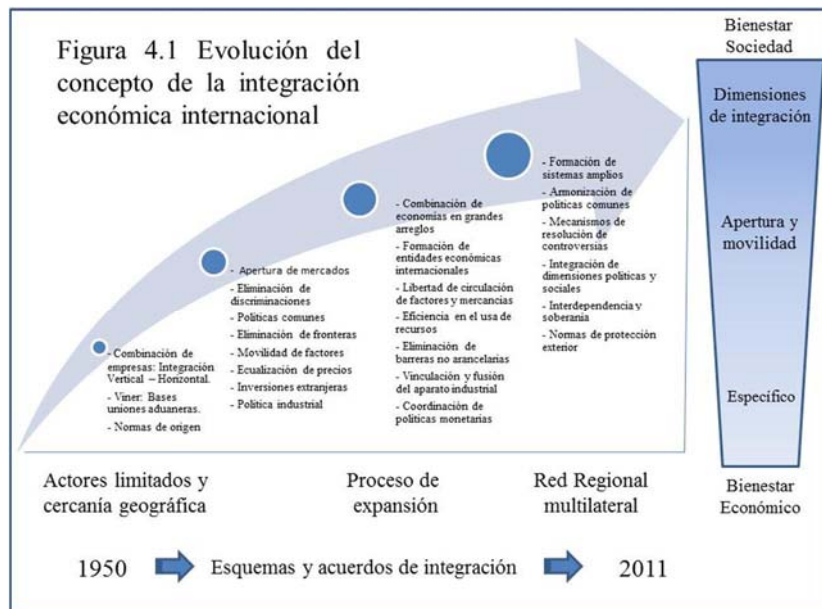 Figura 4.1 Evolución del
concepto de la integración
económica internacional
- Combinación de
empresas: Integración
Vertical – Horizontal.
- Viner: Bases
uniones aduaneras.
- Normas de origen
- Apertura de mercados
- Eliminación de
discriminaciones
- Políticas comunes
- Eliminación de fronteras
- Movilidad de factores
- Ecualización de precios
- Inversiones extranjeras
- Política industrial
- Combinación de
economías en grandes
arreglos
- Formación de
entidades económicas
internacionales
- Libertad de circulación
de factores y mercancias
- Eficiencia en el usa de
recursos
- Eliminación de
barreras no arancelarias
- Vinculación y fusión
del aparato industrial
- Coordinación de
políticas monetarias
- Formación de
sistemas amplios
- Armonización de
políticas comunes
- Mecanismos de
resolución de
controversias
- Integración de
dimensiones políticas y
sociales
- Interdependencia y
soberanía
- Normas de protección
exterior
Bienestar
Sociedad
Dimensiones
de integración
Apertura y
movilidad
Especifico
Bienestar
Económico
Actores limitados y
cercanía geográfica
Proceso de
expansión
Red Regional
multilateral
1950
Esquemas y acuerdos de integración
2011